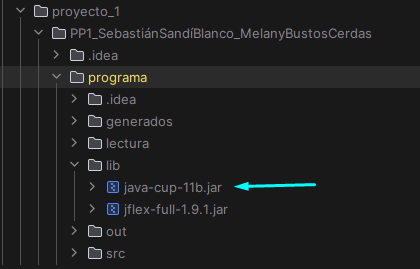 proyecto_1
PP1_SebastiánSandíBlanco_MelanyBustosCerdas
.idea
programa
.idea
generados
lectura
lib
java-cup-11b.jar
jflex-full-1.9.1.jar
out
src